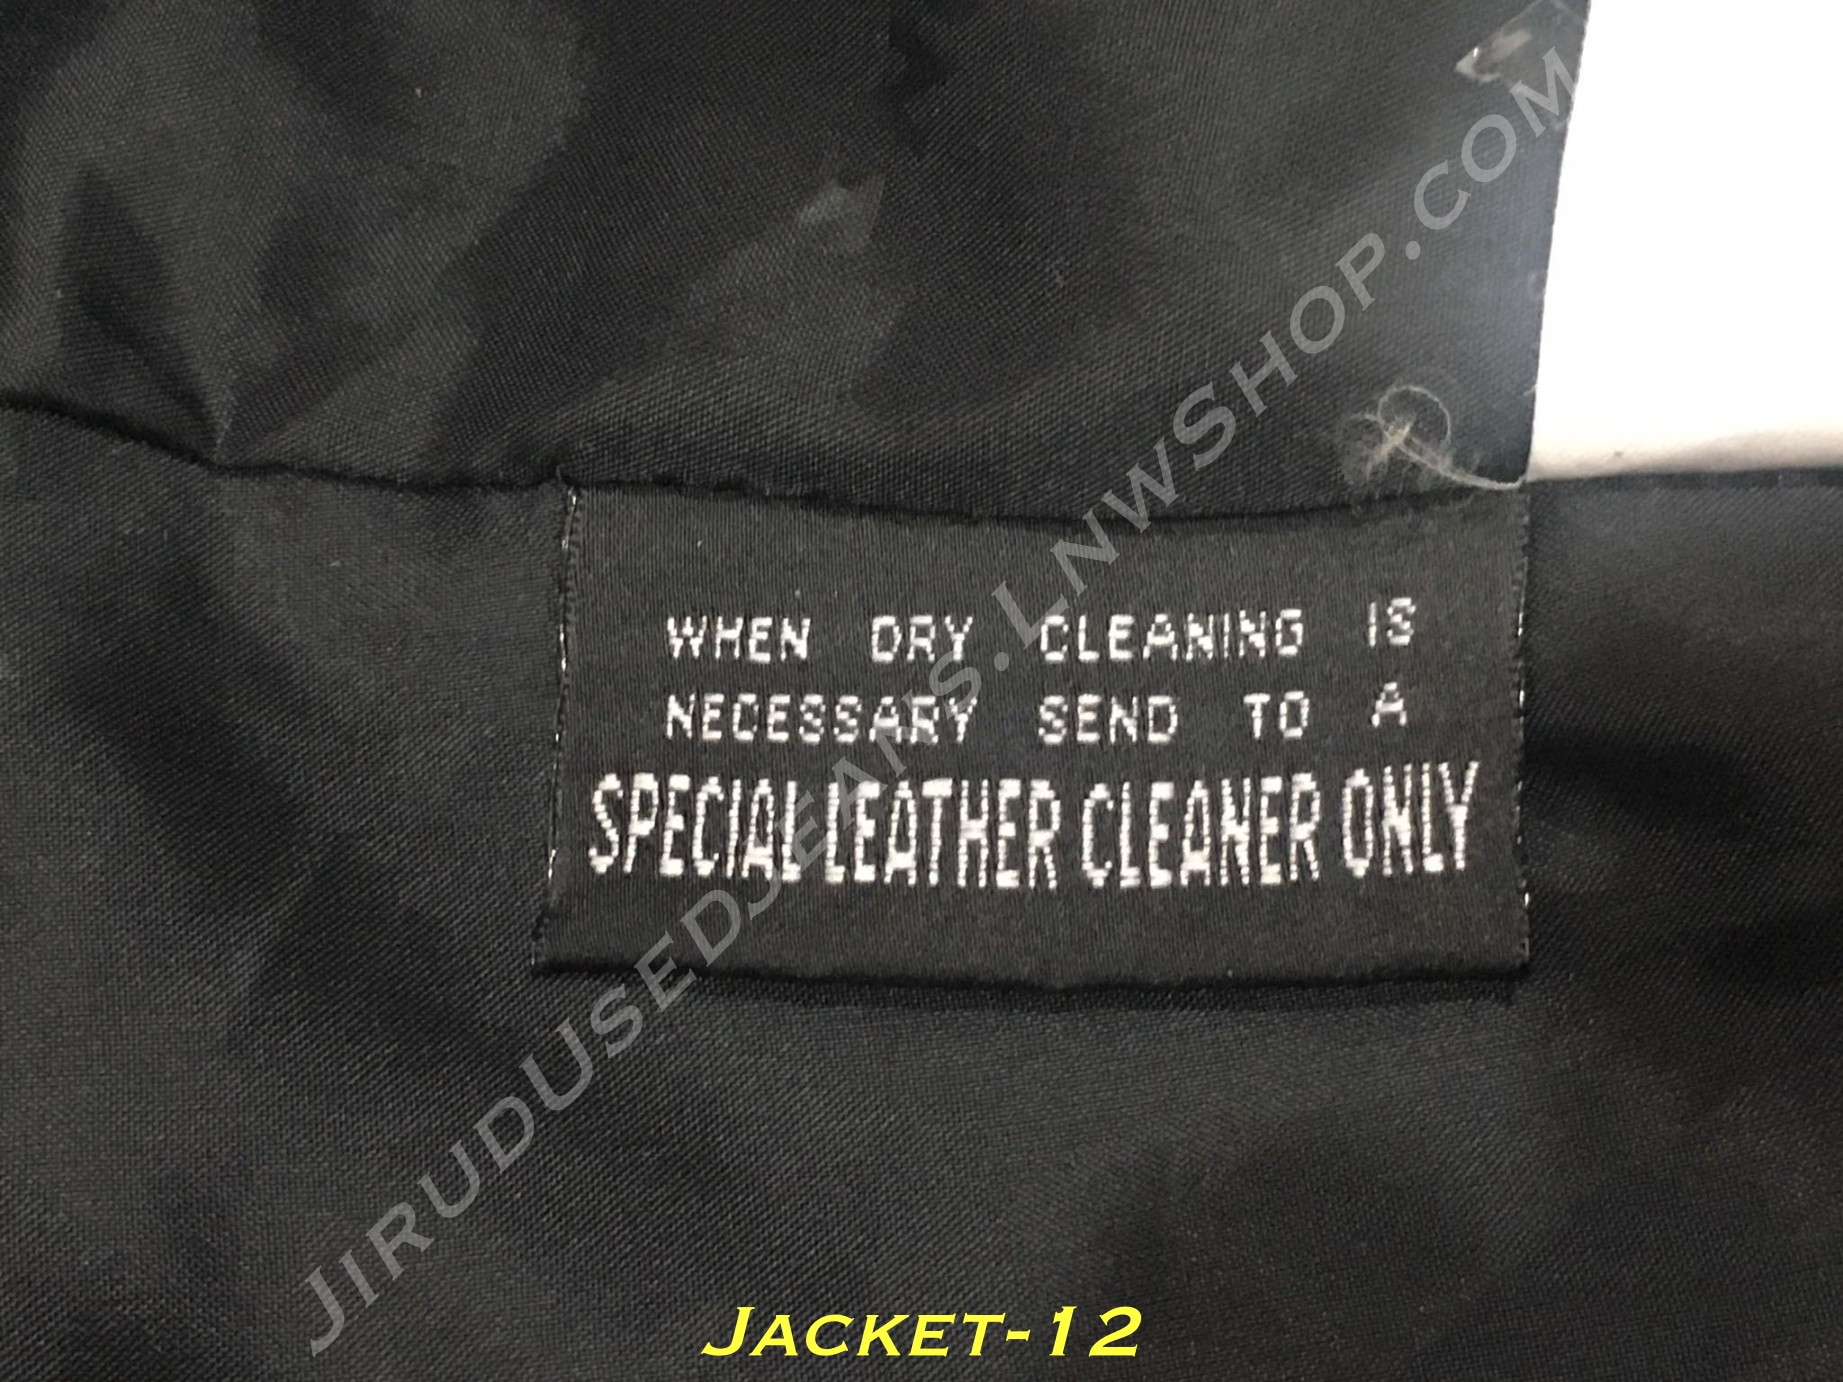 WHEN DRY CLEANING IS
NECESSARY SEND TO A
SPECIAL LEATHER CLEANER ONLY
JIRUDUSEDJEANS.LNWSHOP.COM
JACKET-12